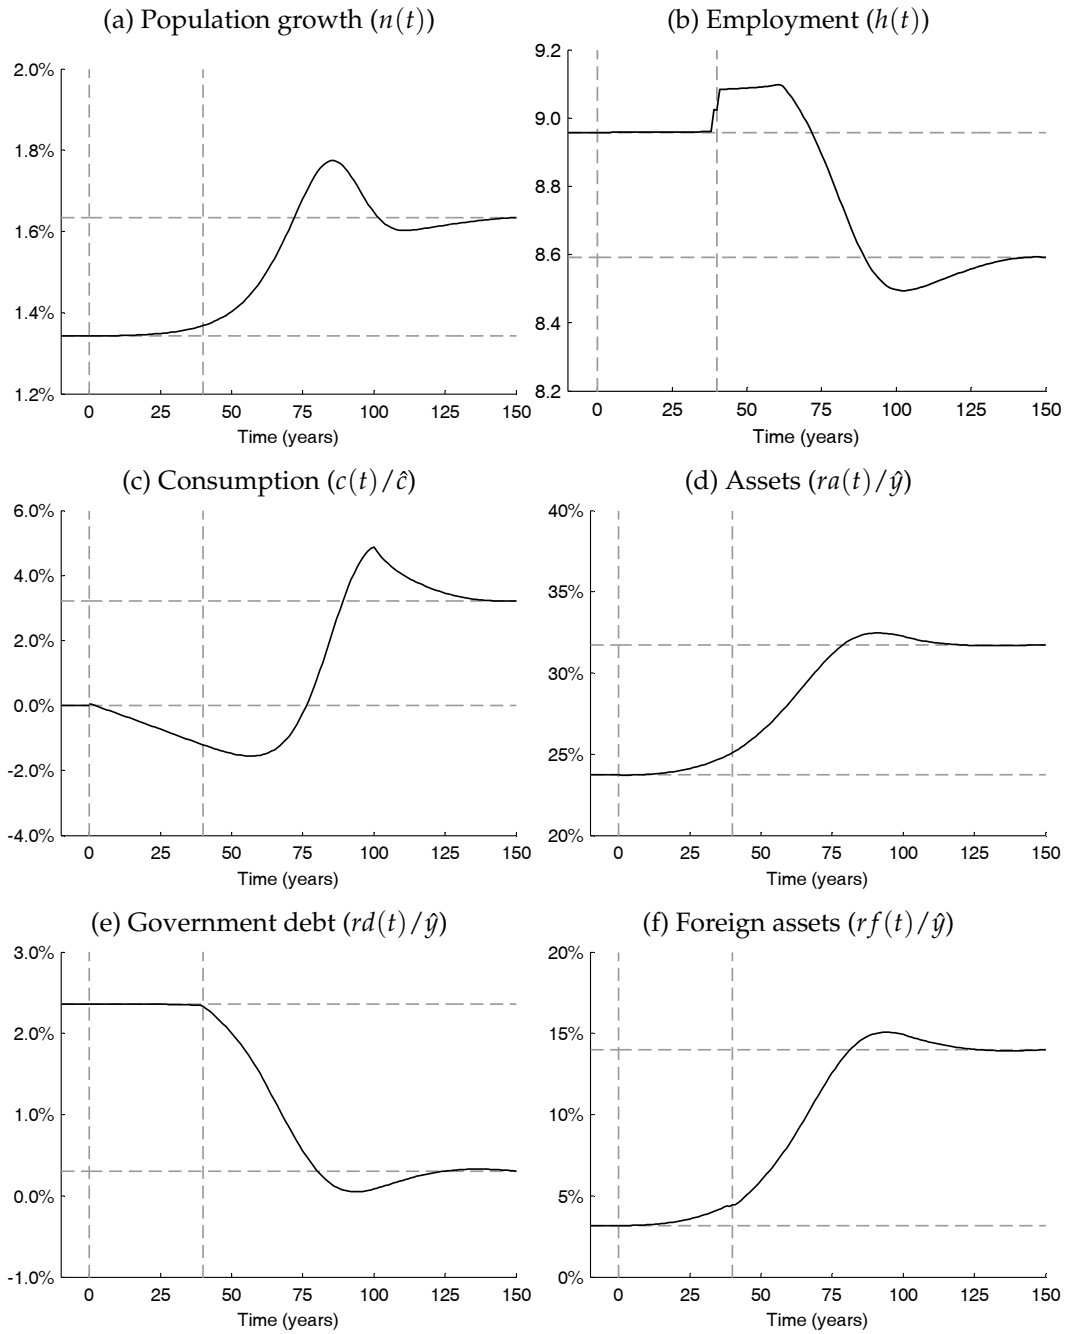 (a) Population growth (n(t))
2.0%
1.8%
1.6%
1.4%
1.2%
0 25 50 75 100 125 150
Time (years)
(b) Employment (h(t))
9.2
9.0
8.8
8.6
8.4
8.2
0 25 50 75 100 125 150
Time (years)
(c) Consumption (c(t)/ĉ)
6.0%
4.0%
2.0%
0.0%
-2.0%
-4.0%
0 25 50 75 100 125 150
Time (years)
(d) Assets (ra(t)/ŷ)
40%
35%
30%
25%
20%
0 25 50 75 100 125 150
Time (years)
(e) Government debt (rd(t)/ŷ)
3.0%
2.0%
1.0%
0.0%
-1.0%
0 25 50 75 100 125 150
Time (years)
(f) Foreign assets (rf(t)/ŷ)
20%
15%
10%
5%
0%
0 25 50 75 100 125 150
Time (years)